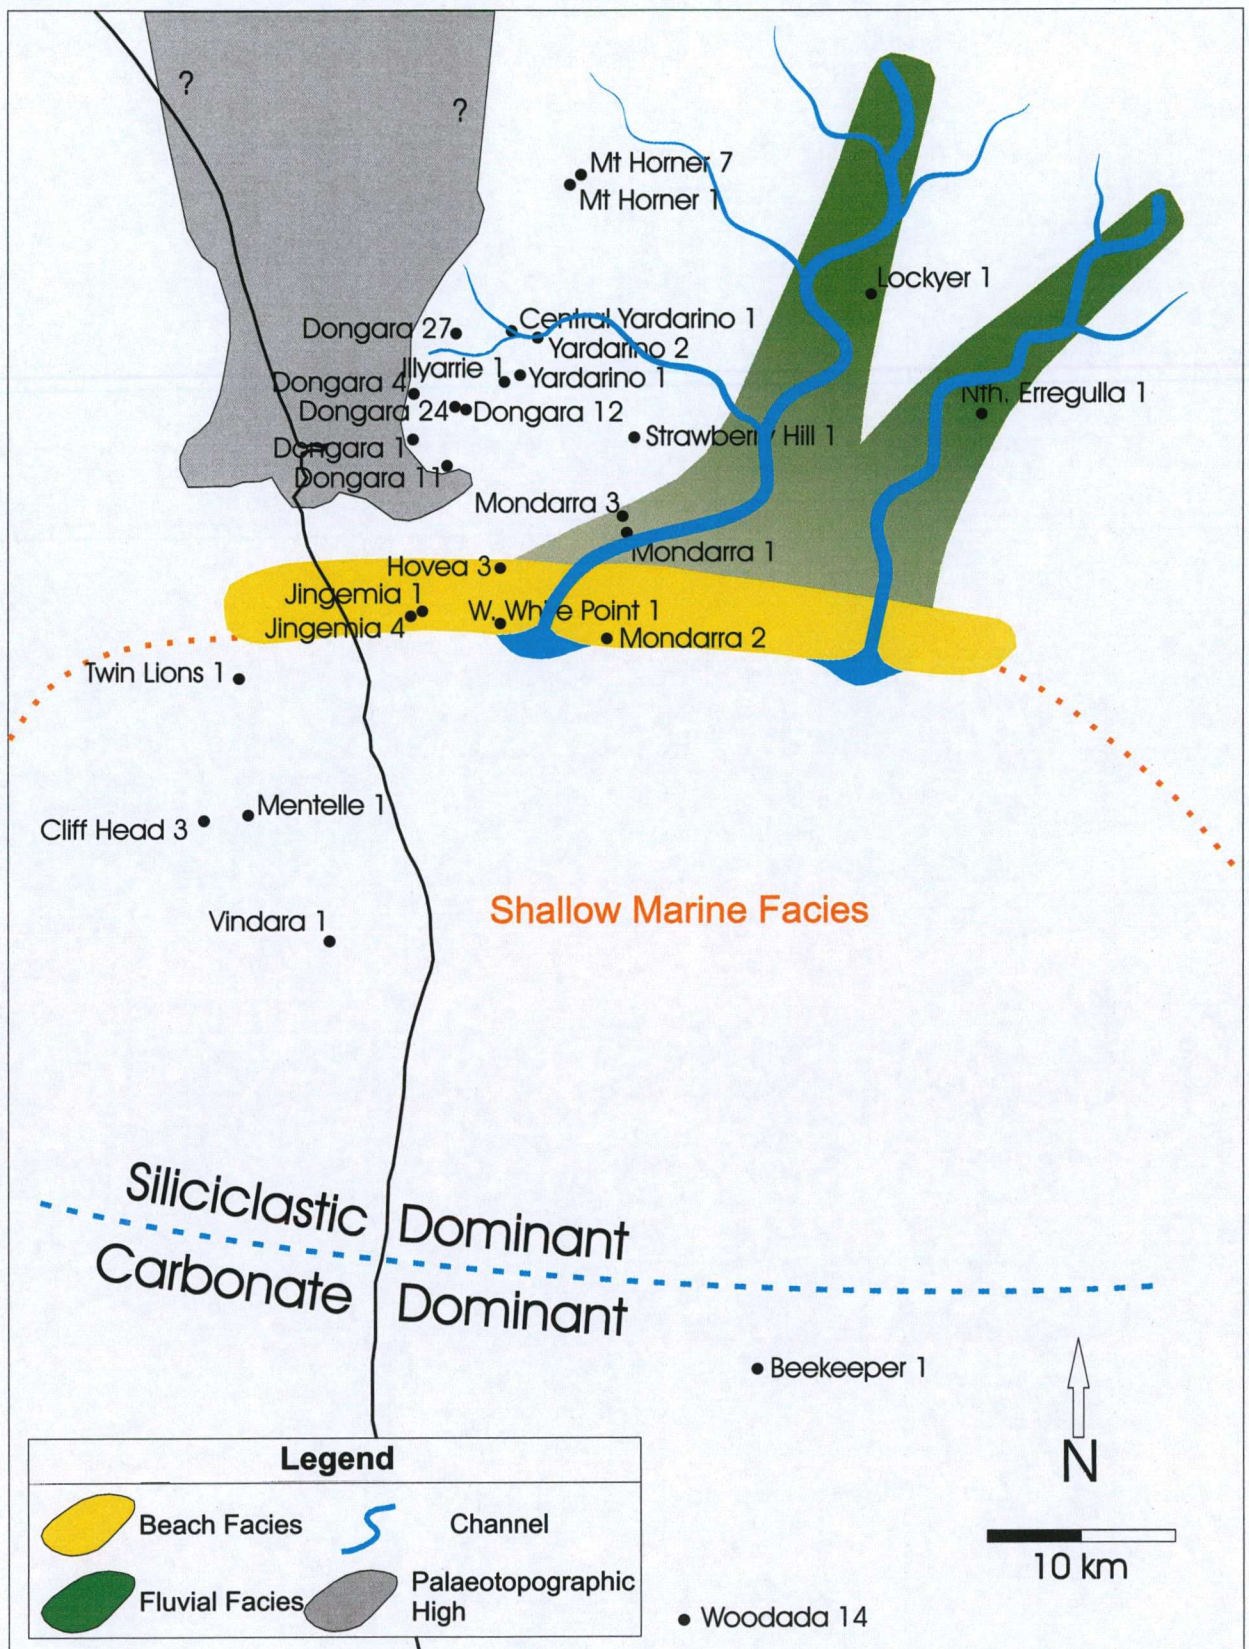 ?
?
Mt Horner 7
Mt Horner 1
Lockyer 1
Central Yardarino 1
Dongara 27
Yardarino 2
Illyarrie 1
Yardarino 1
Dongara 4
Nth. Erregulla 1
Dongara 24
Dongara 12
Strawberry Hill 1
Dongara 1
Dongara 11
Mondarra 3
Mondarra 1
Hovea 3
Jingemia 1
W. White Point 1
Jingemia 4
Mondarra 2
Twin Lions 1
Mentelle 1
Cliff Head 3
Shallow Marine Facies
Vindara 1
Siliciclastic Dominant
Carbonate Dominant
Beekeeper 1
N
10 km
Legend
Beach Facies
Channel
Fluvial Facies
Palaeotopographic
High
Woodada 14